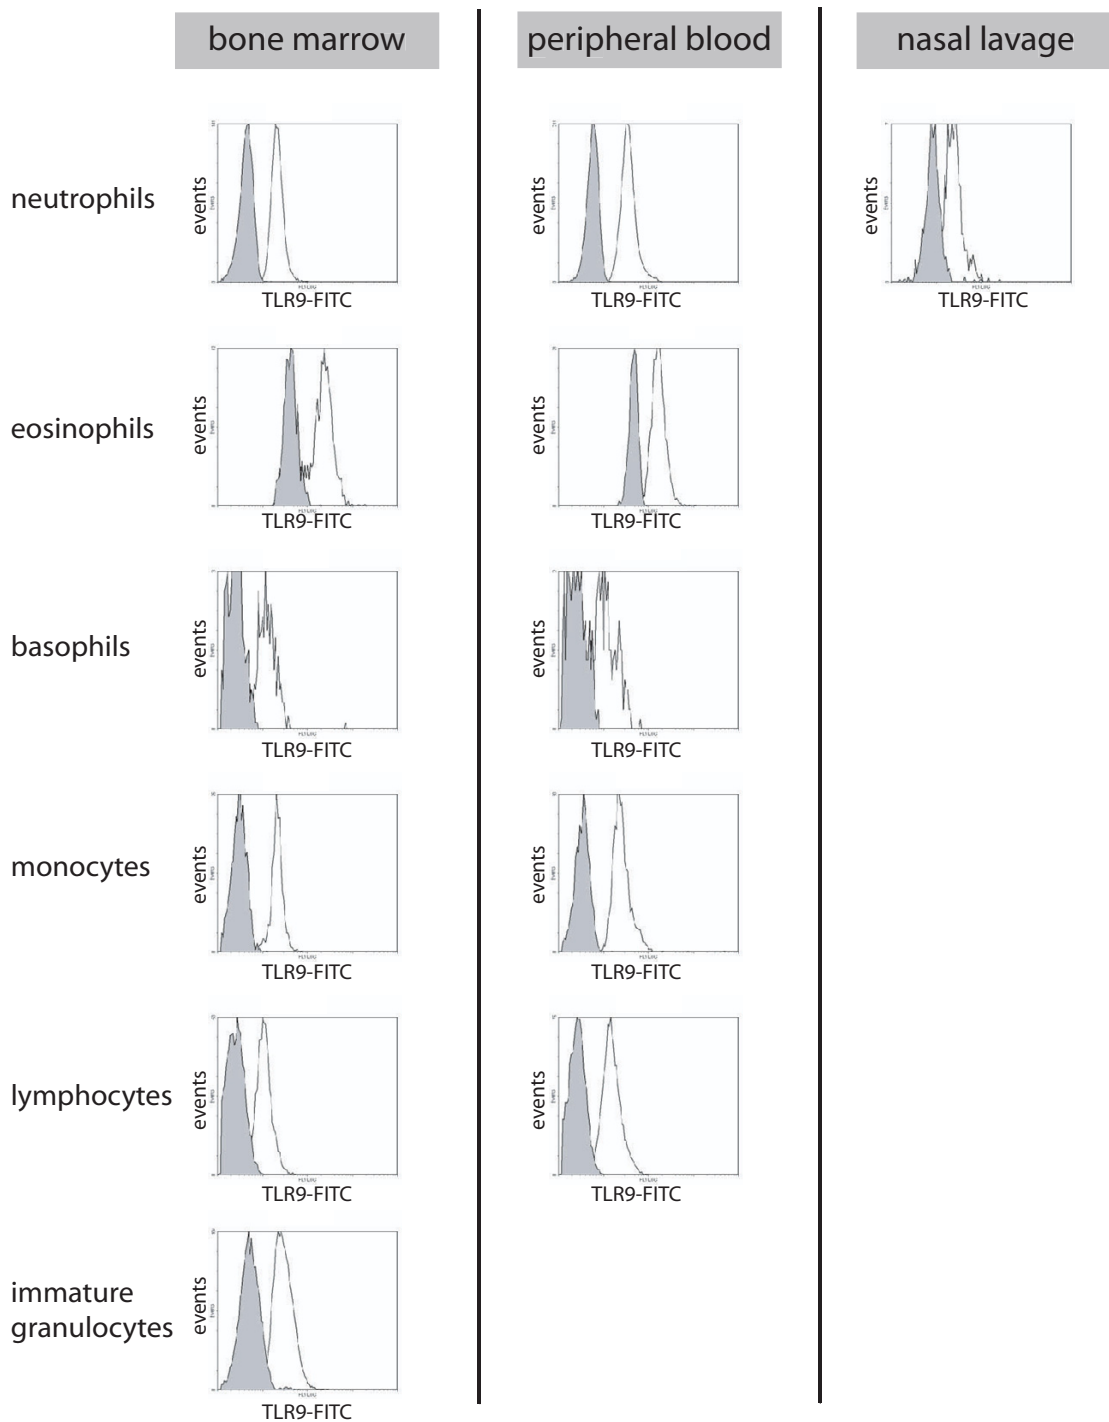 bone marrow
peripheral blood
nasal lavage
neutrophils
events
TLR9-FITC
events
TLR9-FITC
events
TLR9-FITC
eosinophils
events
TLR9-FITC
events
TLR9-FITC
basophils
events
TLR9-FITC
events
TLR9-FITC
monocytes
events
TLR9-FITC
events
TLR9-FITC
lymphocytes
events
TLR9-FITC
events
TLR9-FITC
immature
granulocytes
events
TLR9-FITC